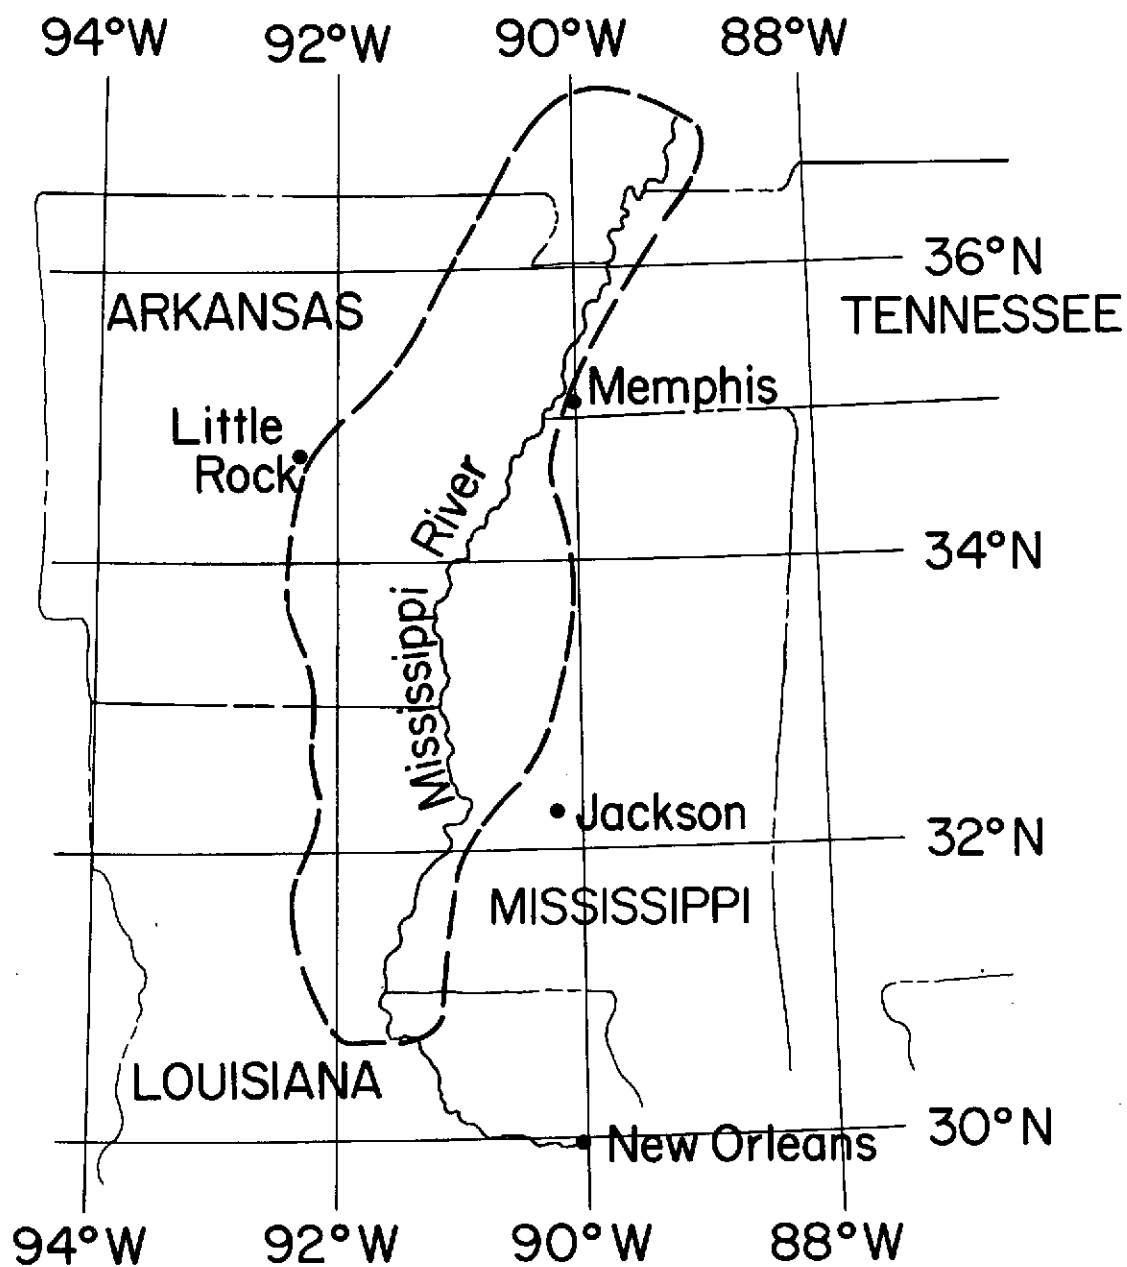 94°W 92°W 90°W 88°W
36°N
ARKANSAS
TENNESSEE
Memphis
Little
Rock
River
34°N
Mississippi
Jackson
32°N
MISSISSIPPI
LOUISIANA
30°N
New Orleans
94°W 92°W 90°W 88°W